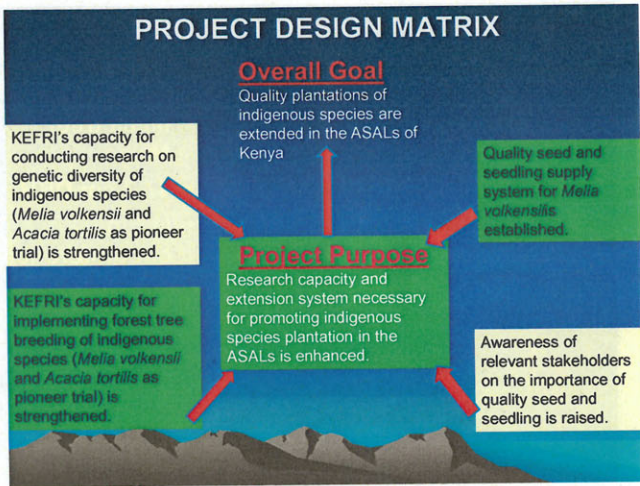 PROJECT DESIGN MATRIX
Overall Goal
Quality plantations of
indigenous species are
extended in the ASALs of
Kenya
KEFRI's capacity for
conducting research on
genetic diversity of
indigenous species
(Melia volkensii and
Acacia tortilis as pioneer
trial) is strengthened.
Quality seed and
seedling supply
system for Melia
volkensiiis
established.
Project Purpose
Research capacity and
extension system necessary
for promoting indigenous
species plantation in the
ASALs is enhanced.
KEFRI's capacity for
implementing forest tree
breeding of indigenous
species (Melia volkensii
and Acacia tortilis as
pioneer trial) is
strengthened.
Awareness of
relevant stakeholders
on the importance of
quality seed and
seedling is raised.